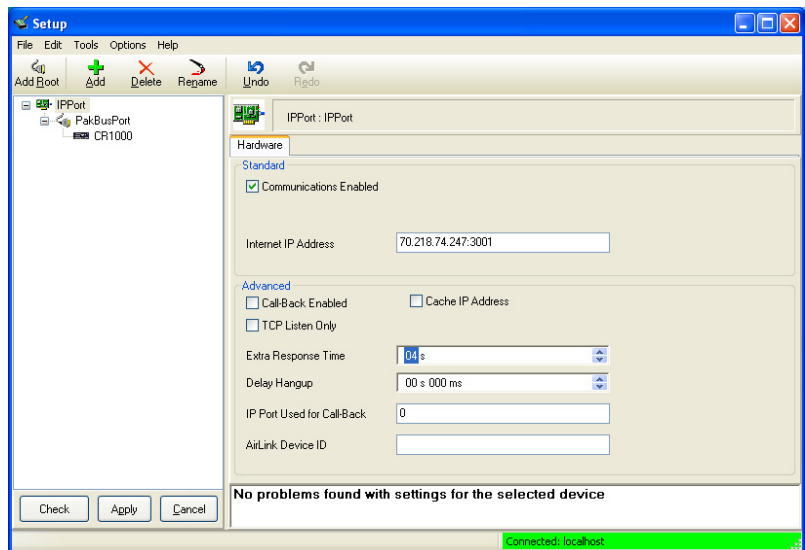 Setup
File Edit Tools Options Help
Add Root Add Delete Rename Undo Redo
IPPort
PakBusPort
CR1000
IPPort : IPPort
Hardware
Standard
Communications Enabled
Internet IP Address 70.218.74.247:3001
Advanced
Call-Back Enabled Cache IP Address
TCP Listen Only
Extra Response Time 04 s
Delay Hangup 00 s 000 ms
IP Port Used for Call-Back 0
AirLink Device ID
Check Apply Cancel
No problems found with settings for the selected device
Connected: localhost